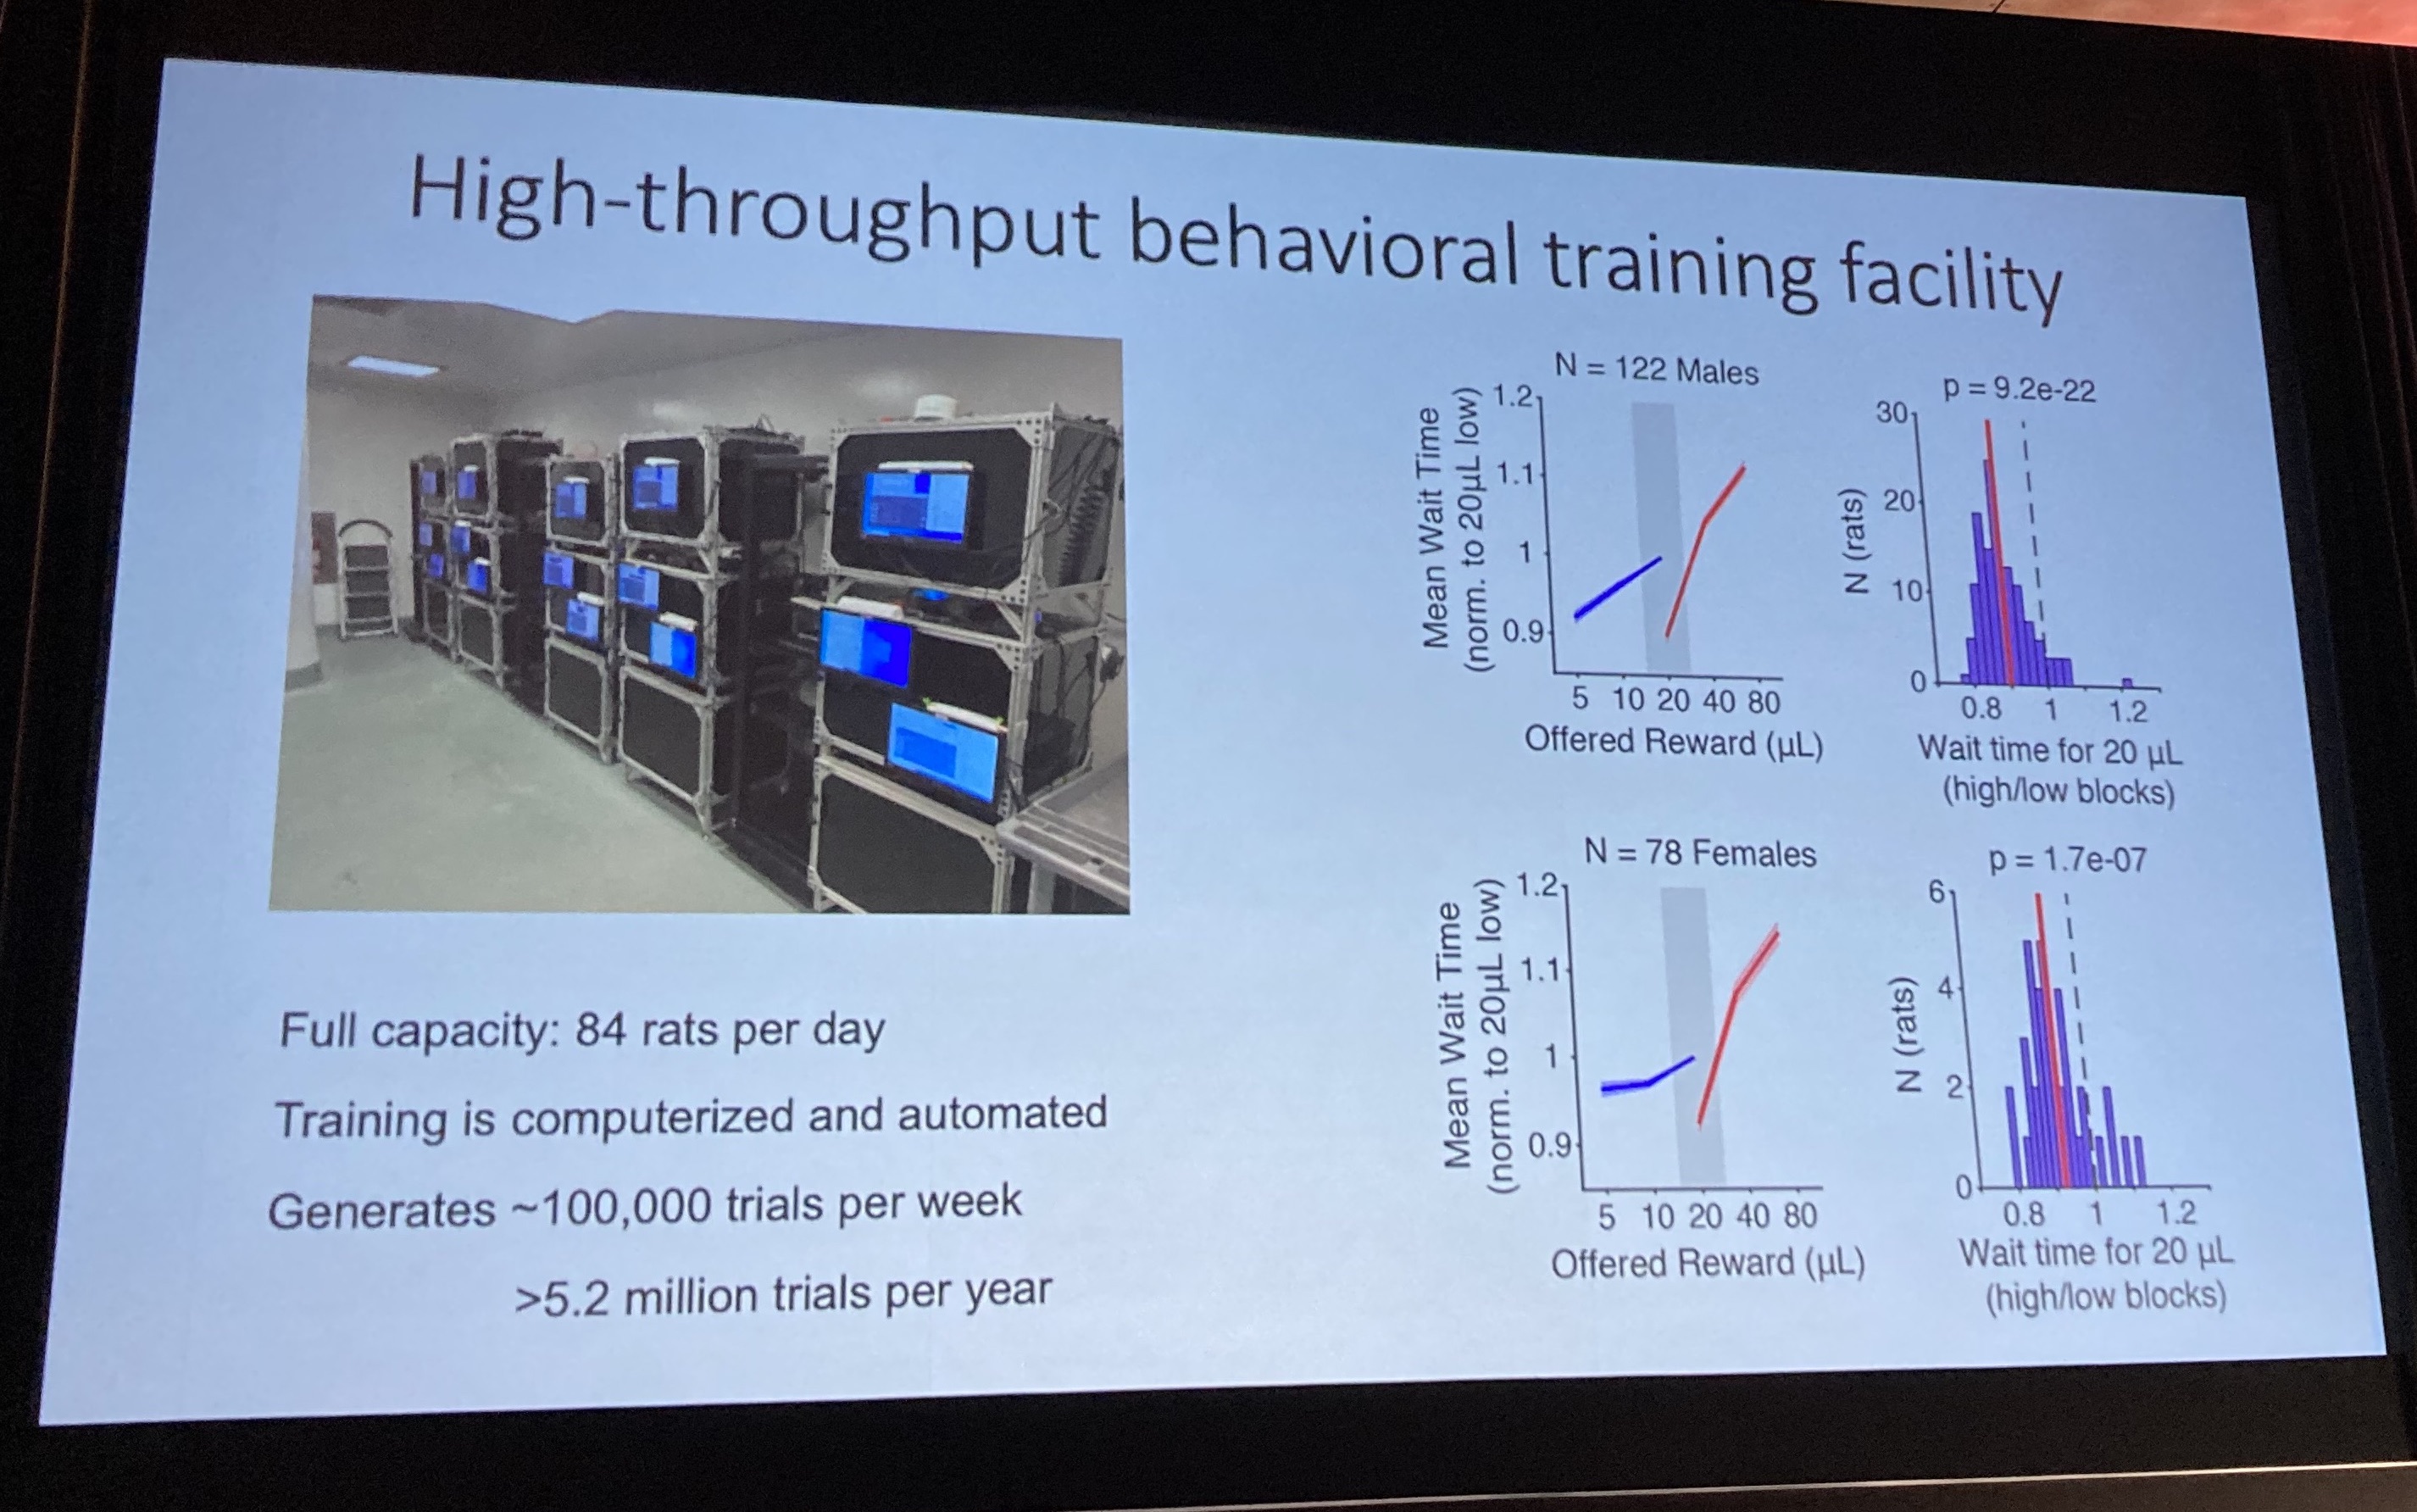 High-throughput behavioral training facility
Full capacity: 84 rats per day
Training is computerized and automated
Generates ~100,000 trials per week
>5.2 million trials per year
N = 122 Males
Mean Wait Time
(norm. to 20µL low)
1.2
1.1
1
0.9
5 10 20 40 80
Offered Reward (µL)
p = 9.2e-22
N (rats)
30
20
10
0
0.8 1 1.2
Wait time for 20 µL
(high/low blocks)
N = 78 Females
Mean Wait Time
(norm. to 20µL low)
1.2
1.1
1
0.9
5 10 20 40 80
Offered Reward (µL)
p = 1.7e-07
N (rats)
6
4
2
0
0.8 1 1.2
Wait time for 20 µL
(high/low blocks)